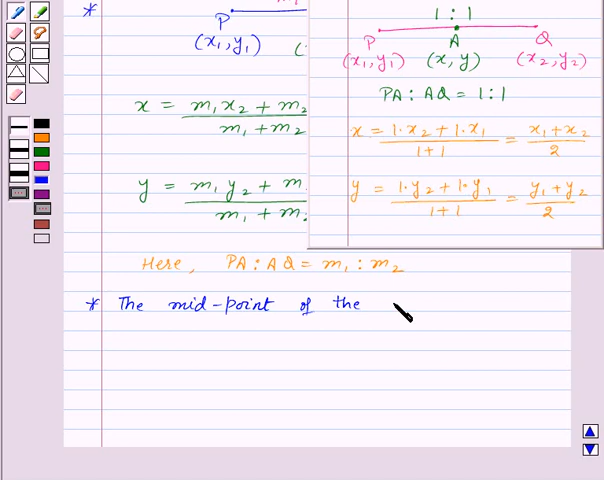 *
m₁
P
(x₁, y₁) (
x = m₁x₂ + m₂ / m₁ + m₂
y = m₁y₂ + m / m₁ + m
Here, PA : AQ = m₁ : m₂
* The mid-point of the
1 : 1
P A Q
(x₁, y₁) (x, y) (x₂, y₂)
PA : AQ = 1 : 1
x = 1·x₂ + 1·x₁ / 1+1 = x₁ + x₂ / 2
y = 1·y₂ + 1·y₁ / 1+1 = y₁ + y₂ / 2